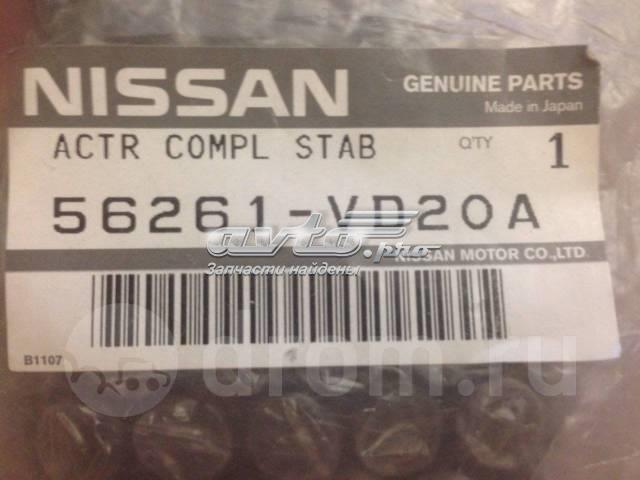 NISSAN
GENUINE PARTS
Made in Japan
ACTR COMPL STAB
Q'TY 1
56261-VD20A
avto.pro
Запчасти найдены
NISSAN MOTOR CO.,LTD.
B1107
drom.ru